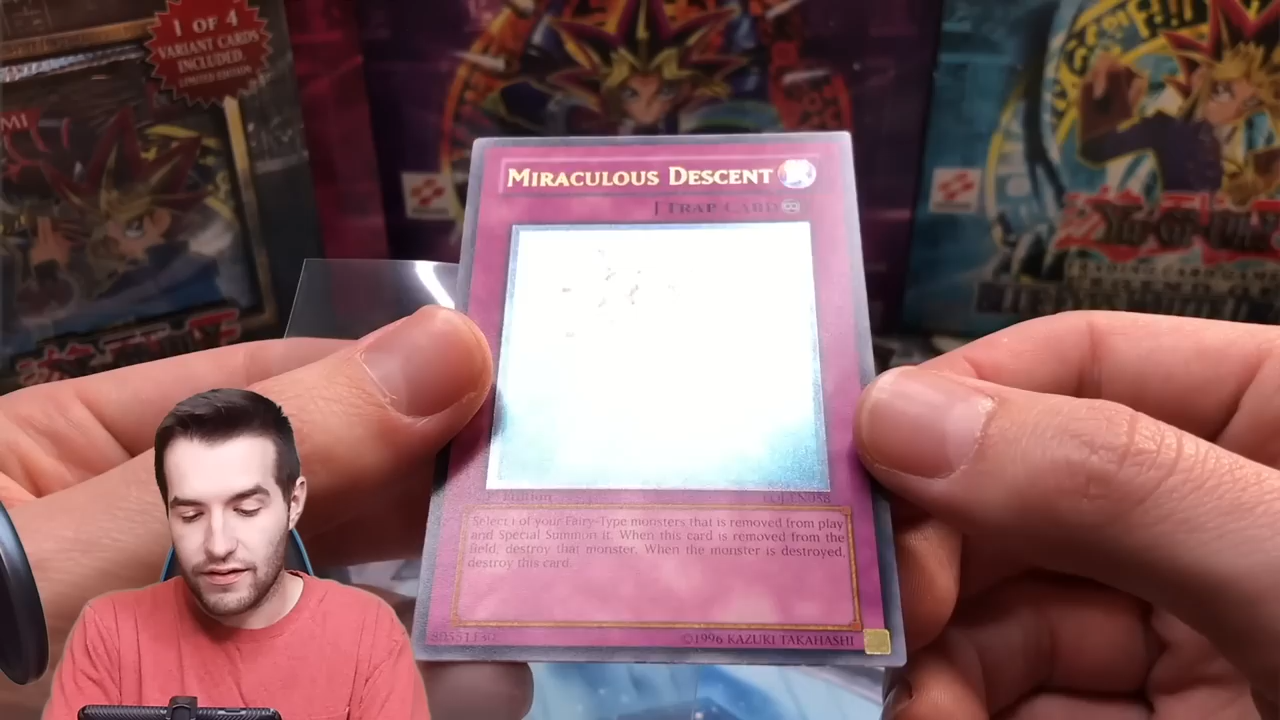 1 OF 4
VARIANT CARDS
INCLUDED.
LIMITED EDITION
MIRACULOUS DESCENT
[TRAP CARD
Edition
Select 1 of your Fairy-Type monsters that is removed from play
and Special Summon it. When this card is removed from the
field, destroy that monster. When the monster is destroyed,
destroy this card.
©1996 KAZUKI TAKAHASHI